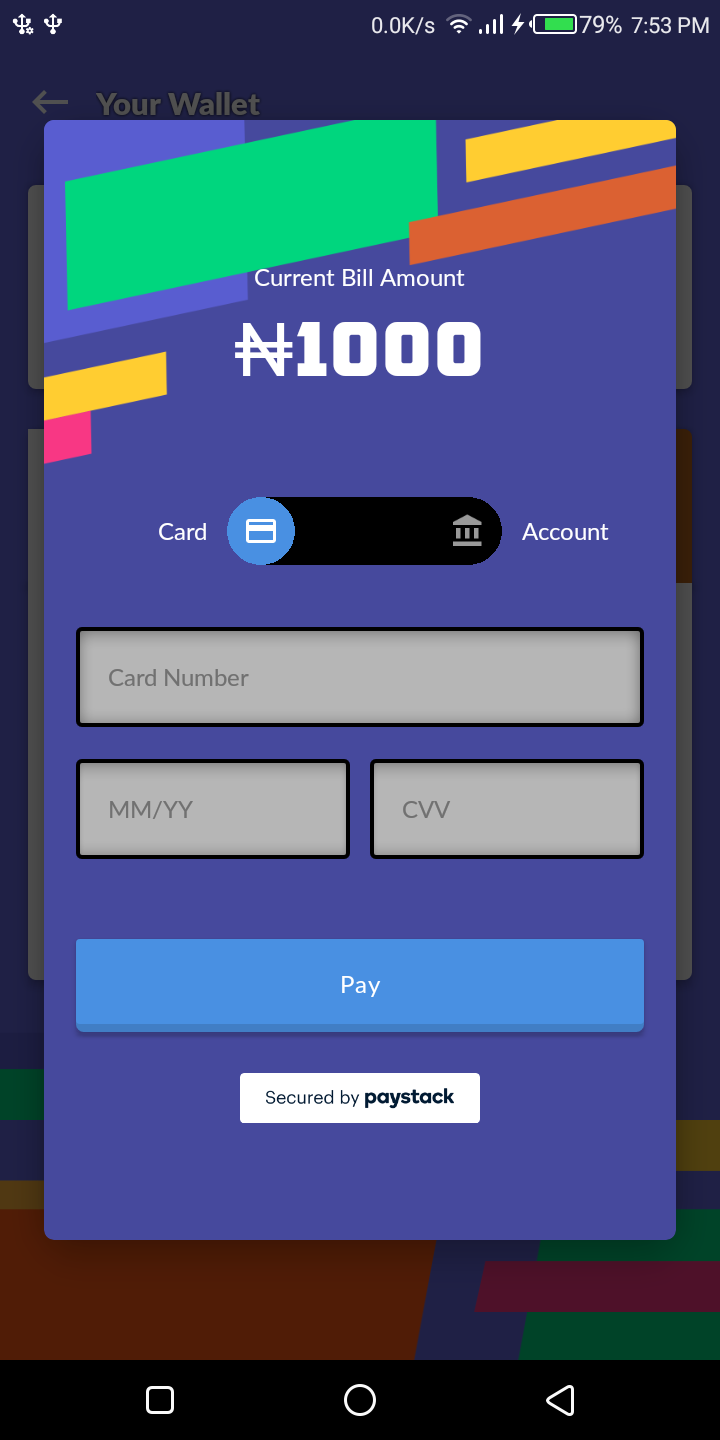 0.0K/s 79% 7:53 PM
Your Wallet
Current Bill Amount
₦1000
Card Account
Card Number
MM/YY CVV
Pay
Secured by paystack